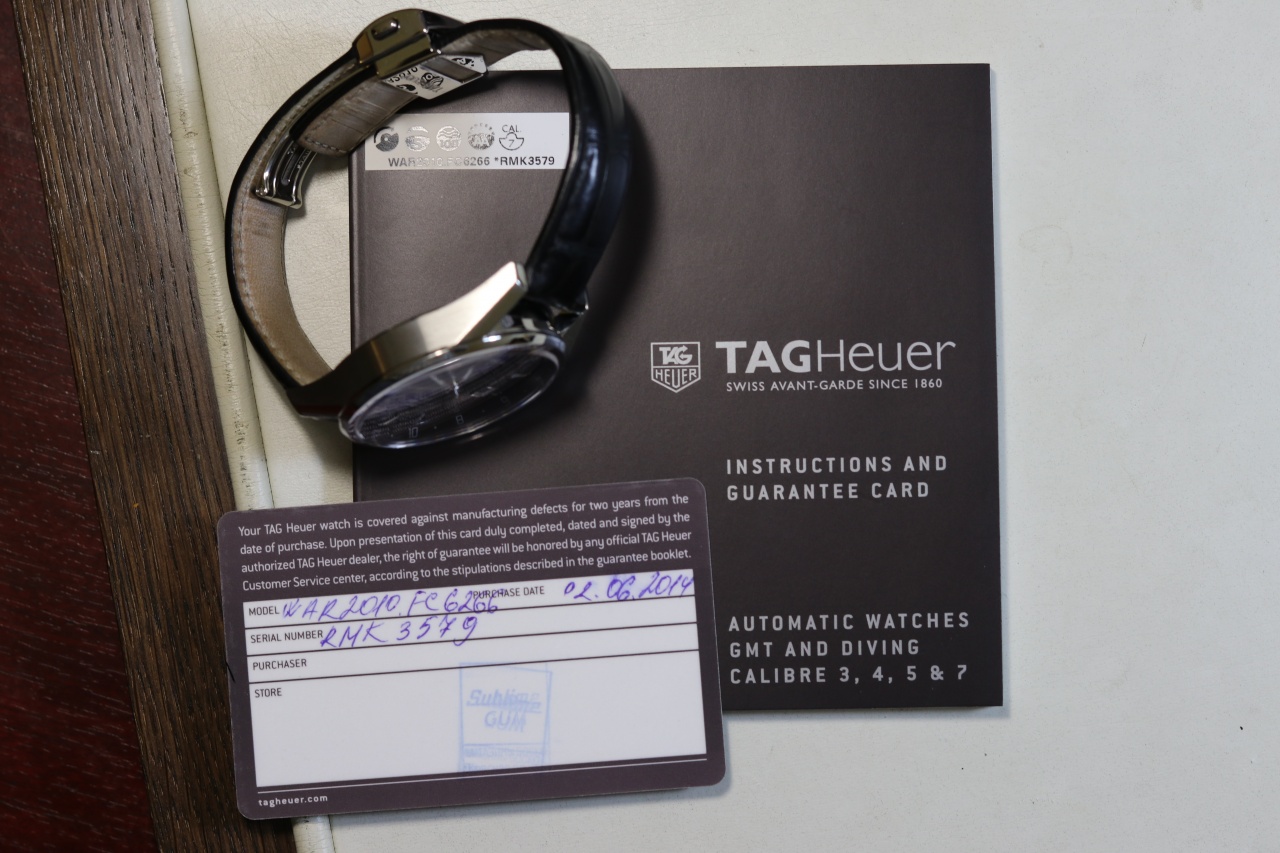 CAL.
7
WAR2010.FC6266 *RMK3579
TAG
HEUER
TAGHeuer
SWISS AVANT-GARDE SINCE 1860
INSTRUCTIONS AND
GUARANTEE CARD
AUTOMATIC WATCHES
GMT AND DIVING
CALIBRE 3, 4, 5 & 7
10
8
Your TAG Heuer watch is covered against manufacturing defects for two years from the
date of purchase. Upon presentation of this card duly completed, dated and signed by the
authorized TAG Heuer dealer, the right of guarantee will be honored by any official TAG Heuer
Customer Service center, according to the stipulations described in the guarantee booklet.
MODEL WAR2010.FC6266 PURCHASE DATE 02.06.2014
SERIAL NUMBER RMK 3579
PURCHASER
STORE
GUM
tagheuer.com